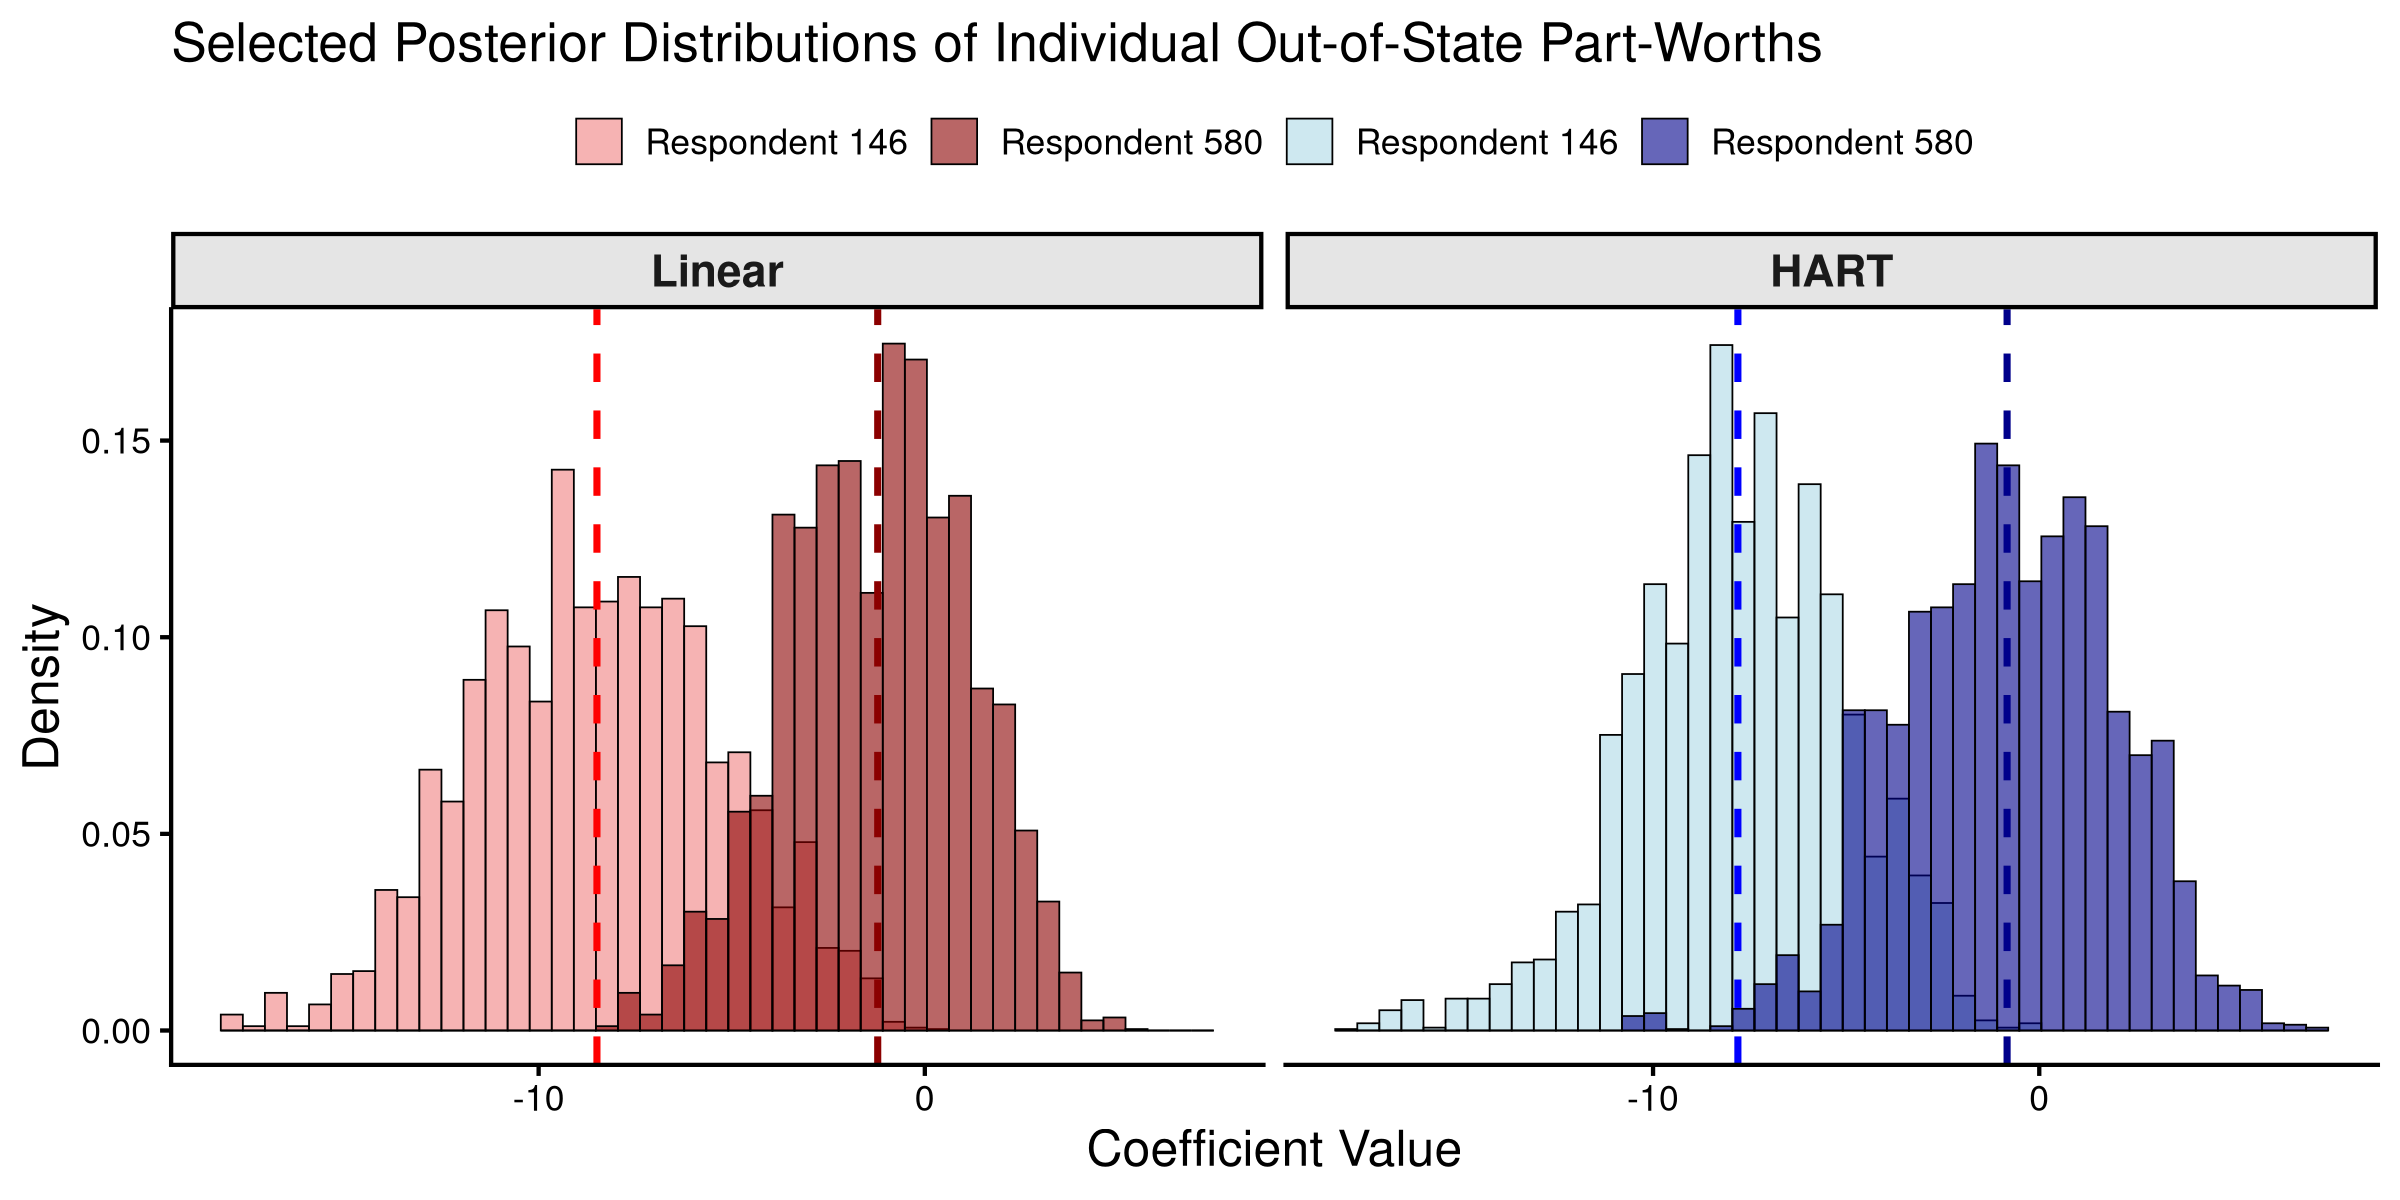 Selected Posterior Distributions of Individual Out-of-State Part-Worths
Respondent 146 Respondent 580 Respondent 146 Respondent 580
Linear HART
Density
0.15
0.10
0.05
0.00
-10 0 -10 0
Coefficient Value